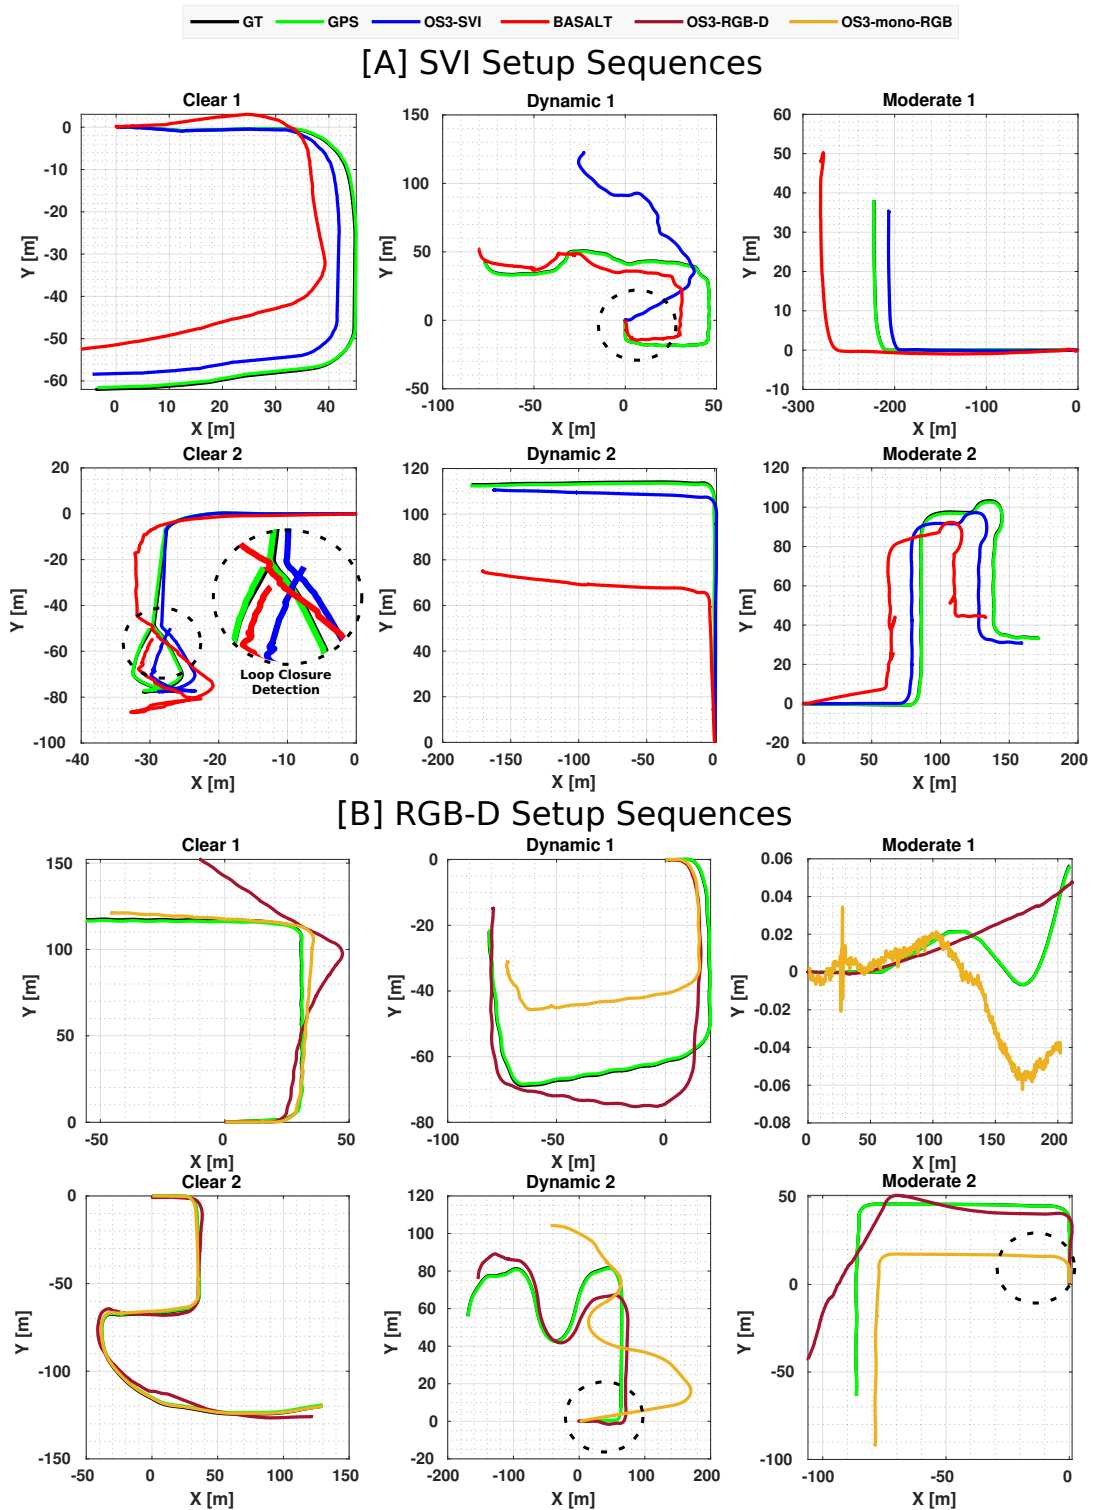 GT GPS OS3-SVI BASALT OS3-RGB-D OS3-mono-RGB
[A] SVI Setup Sequences
Clear 1
0
-10
-20
-30
-40
-50
-60
Y [m]
0 10 20 30 40
X [m]
Dynamic 1
150
100
50
0
-50
Y [m]
-100 -50 0 50
X [m]
Moderate 1
60
50
40
30
20
10
0
-10
Y [m]
-300 -200 -100 0
X [m]
Clear 2
20
0
-20
-40
-60
-80
-100
Y [m]
Loop Closure
Detection
-40 -30 -20 -10 0
X [m]
Dynamic 2
120
100
80
60
40
20
0
Y [m]
-200 -150 -100 -50 0
X [m]
Moderate 2
120
100
80
60
40
20
0
-20
Y [m]
0 50 100 150 200
X [m]
[B] RGB-D Setup Sequences
Clear 1
150
100
50
0
Y [m]
-50 0 50
X [m]
Dynamic 1
0
-20
-40
-60
-80
Y [m]
-100 -50 0
X [m]
Moderate 1
0.06
0.04
0.02
0
-0.02
-0.04
-0.06
-0.08
Y [m]
0 50 100 150 200
X [m]
Clear 2
0
-50
-100
-150
Y [m]
-50 0 50 100 150
X [m]
Dynamic 2
120
100
80
60
40
20
0
-20
Y [m]
-200 -100 0 100 200
X [m]
Moderate 2
50
0
-50
-100
Y [m]
-100 -50 0
X [m]